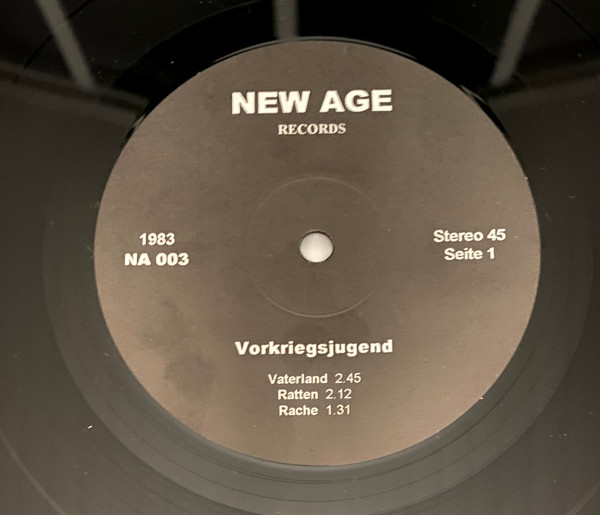 NEW AGE
RECORDS
1983
NA 003
Stereo 45
Seite 1
Vorkriegsjugend
Vaterland 2.45
Ratten 2.12
Rache 1.31